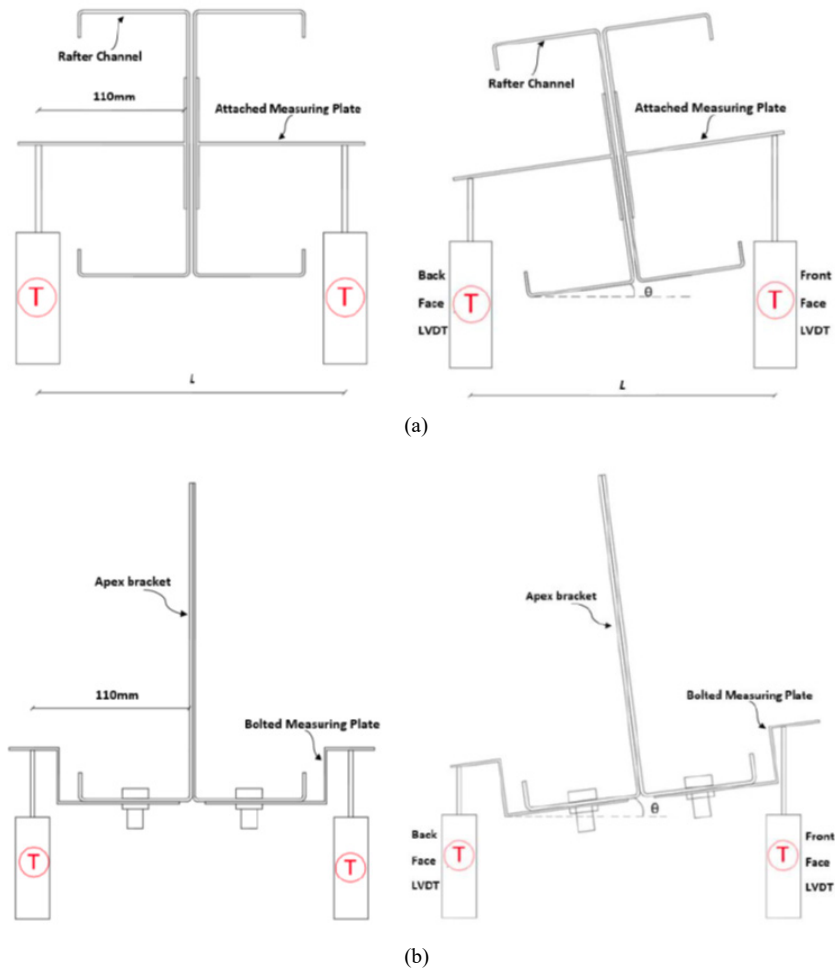 Rafter Channel
110mm
Attached Measuring Plate
T
T
L
Rafter Channel
Attached Measuring Plate
Back
Face
LVDT
T
T
Front
Face
LVDT
θ
L
(a)
Apex bracket
110mm
Bolted Measuring Plate
T
T
Apex bracket
Bolted Measuring Plate
θ
Back
Face
LVDT
T
T
Front
Face
LVDT
(b)